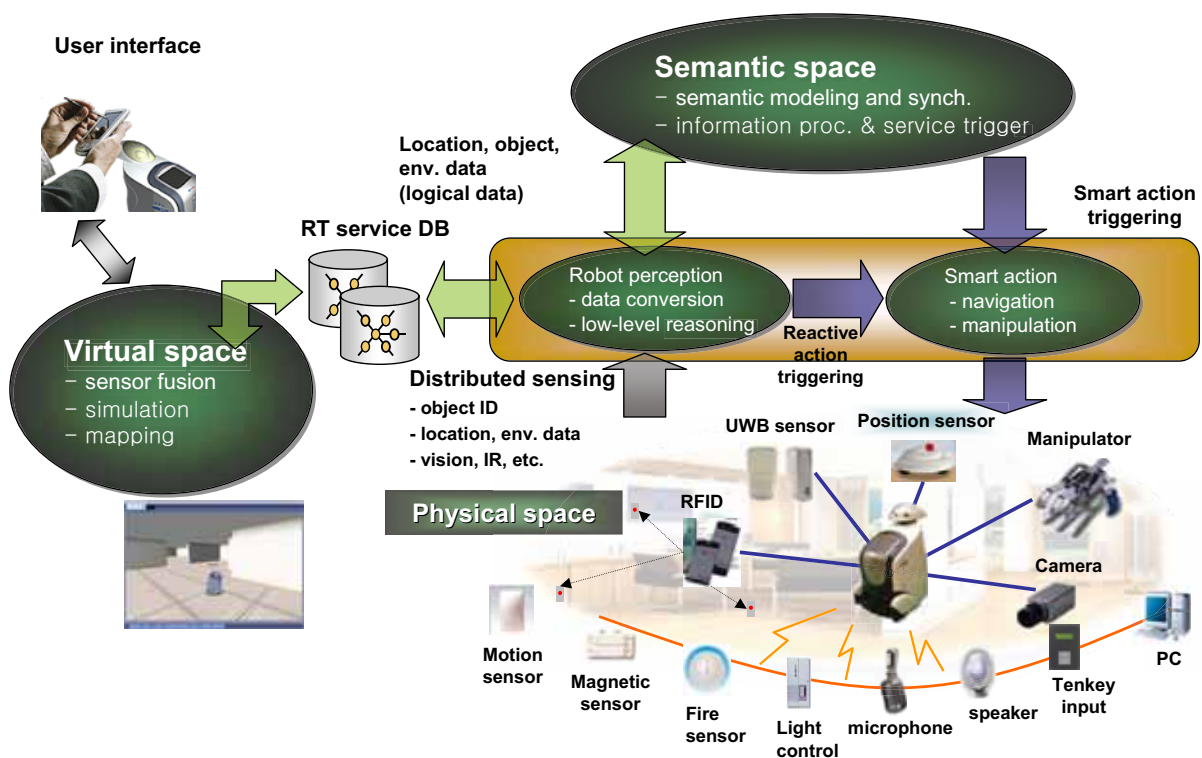 User interface
Semantic space
– semantic modeling and synch.
– information proc. & service trigger
Location, object,
env. data
(logical data)
Smart action
triggering
RT service DB
Robot perception
- data conversion
- low-level reasoning
Reactive
action
triggering
Smart action
- navigation
- manipulation
Virtual space
– sensor fusion
– simulation
– mapping
Distributed sensing
- object ID
- location, env. data
- vision, IR, etc.
UWB sensor
Position sensor
Manipulator
Physical space
RFID
Camera
Motion
sensor
Magnetic
sensor
Fire
sensor
Light
control
microphone
speaker
Tenkey
input
PC